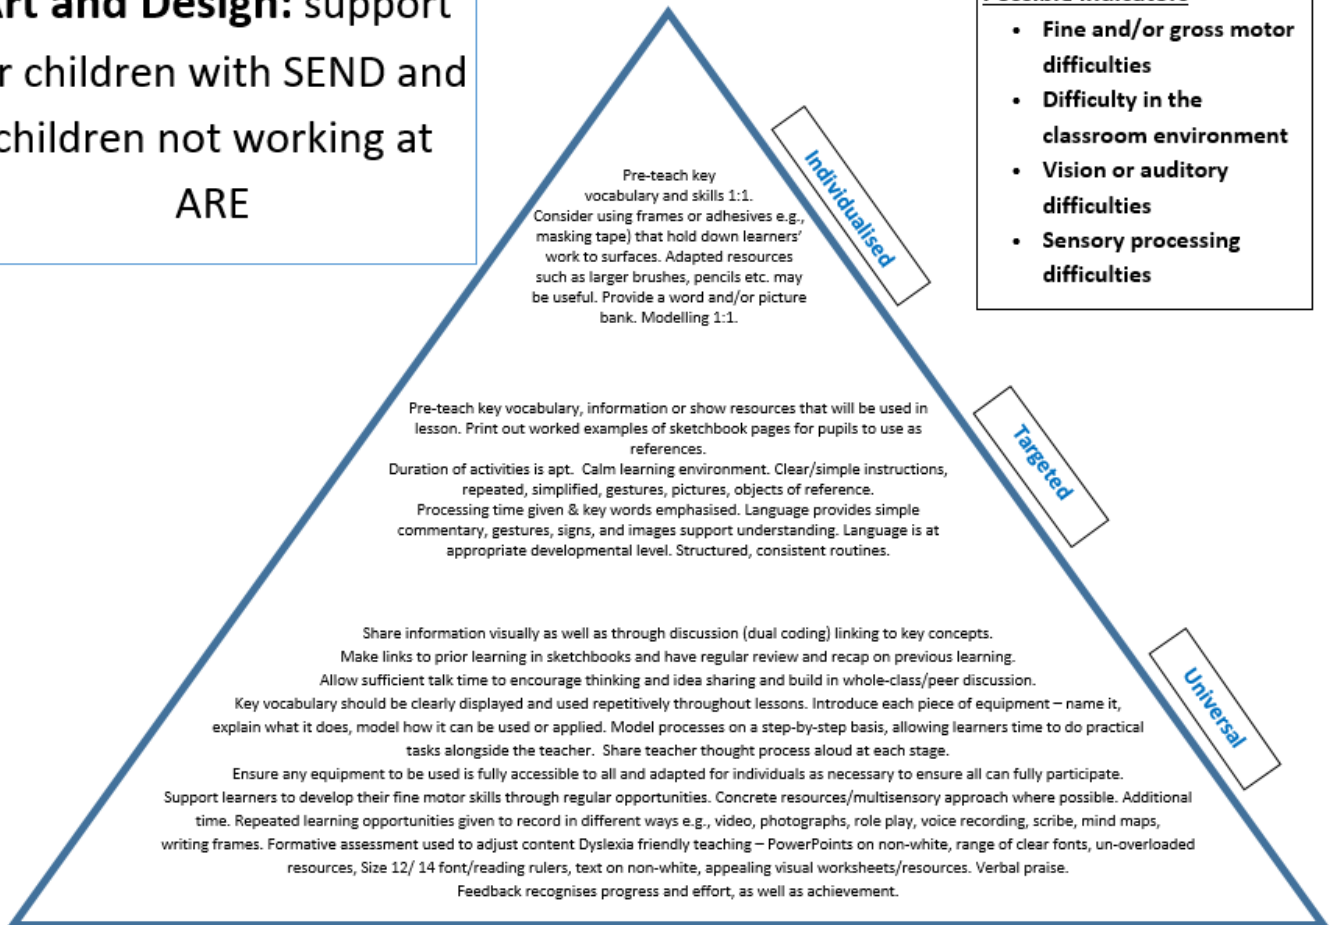 Art and Design: support
r children with SEND and
children not working at
ARE
Possible Indicators
• Fine and/or gross motor
difficulties
• Difficulty in the
classroom environment
• Vision or auditory
difficulties
• Sensory processing
difficulties
Individualised
Pre-teach key
vocabulary and skills 1:1.
Consider using frames or adhesives e.g.,
masking tape) that hold down learners’
work to surfaces. Adapted resources
such as larger brushes, pencils etc. may
be useful. Provide a word and/or picture
bank. Modelling 1:1.
Targeted
Pre-teach key vocabulary, information or show resources that will be used in
lesson. Print out worked examples of sketchbook pages for pupils to use as
references.
Duration of activities is apt.  Calm learning environment. Clear/simple instructions,
repeated, simplified, gestures, pictures, objects of reference.
Processing time given & key words emphasised. Language provides simple
commentary, gestures, signs, and images support understanding. Language is at
appropriate developmental level. Structured, consistent routines.
Universal
Share information visually as well as through discussion (dual coding) linking to key concepts.
Make links to prior learning in sketchbooks and have regular review and recap on previous learning.
Allow sufficient talk time to encourage thinking and idea sharing and build in whole-class/peer discussion.
Key vocabulary should be clearly displayed and used repetitively throughout lessons. Introduce each piece of equipment – name it,
explain what it does, model how it can be used or applied. Model processes on a step-by-step basis, allowing learners time to do practical
tasks alongside the teacher.  Share teacher thought process aloud at each stage.
Ensure any equipment to be used is fully accessible to all and adapted for individuals as necessary to ensure all can fully participate.
Support learners to develop their fine motor skills through regular opportunities. Concrete resources/multisensory approach where possible. Additional
time. Repeated learning opportunities given to record in different ways e.g., video, photographs, role play, voice recording, scribe, mind maps,
writing frames. Formative assessment used to adjust content Dyslexia friendly teaching – PowerPoints on non-white, range of clear fonts, un-overloaded
resources, Size 12/ 14 font/reading rulers, text on non-white, appealing visual worksheets/resources. Verbal praise.
Feedback recognises progress and effort, as well as achievement.